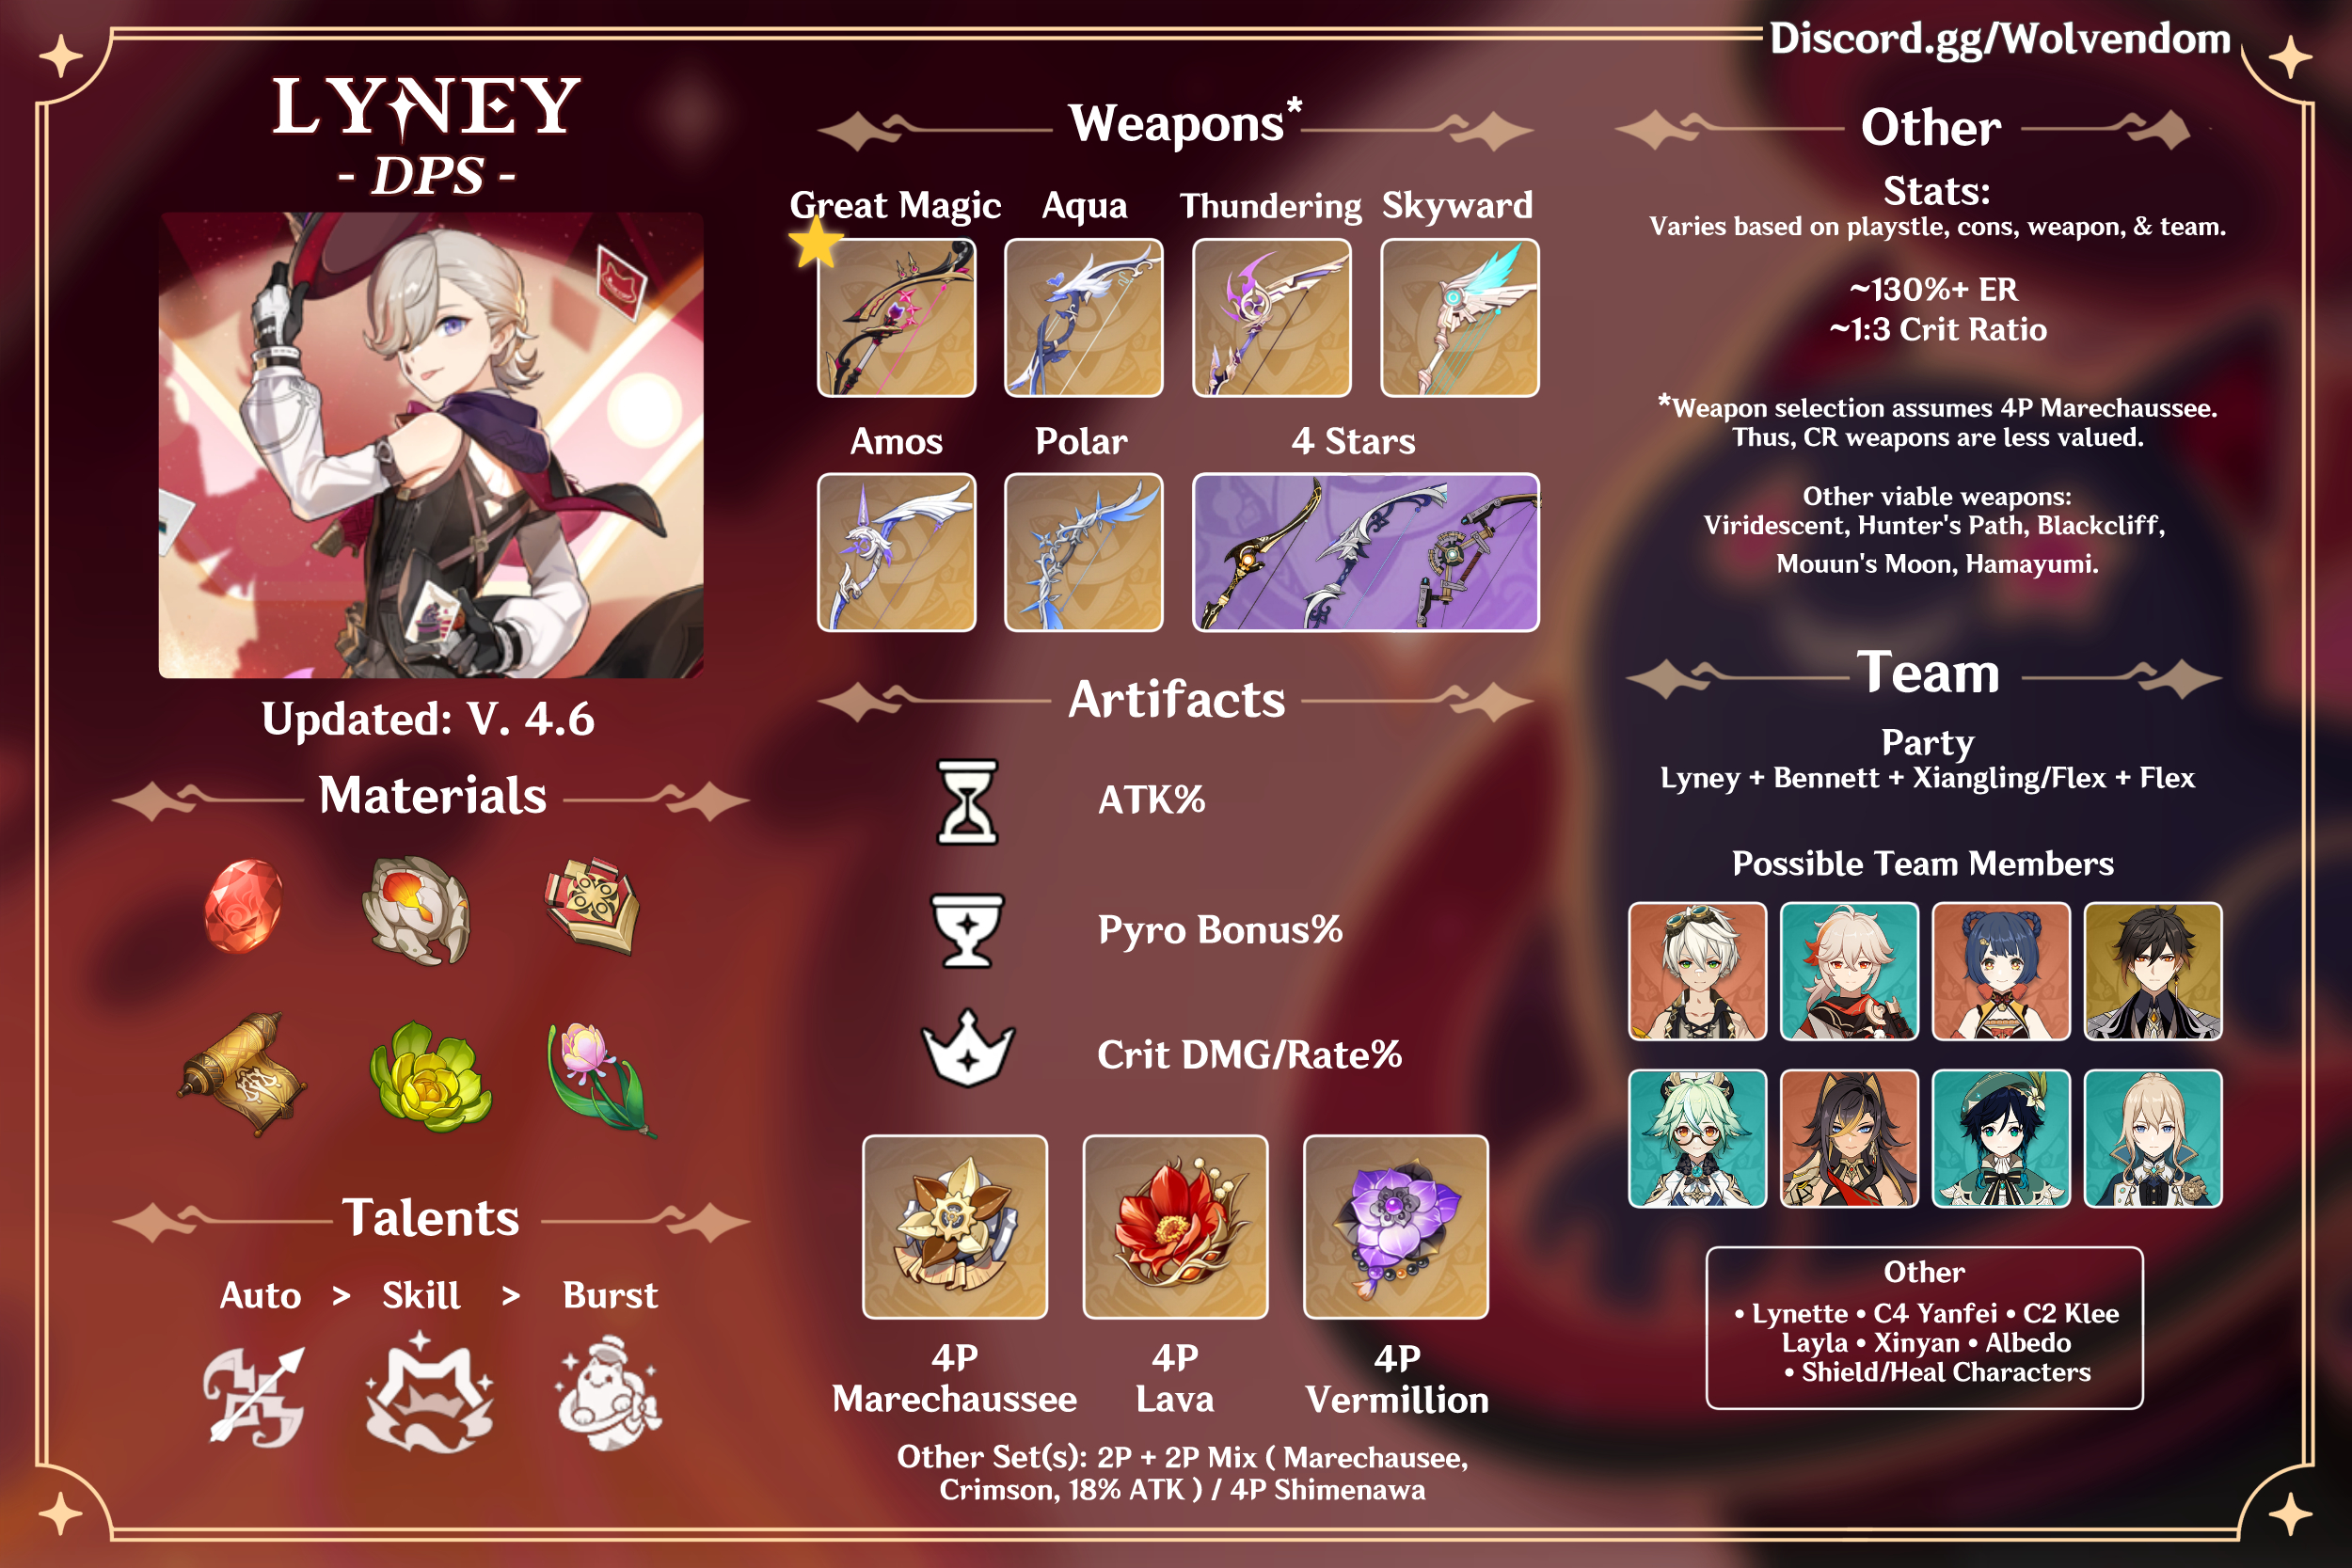 Discord.gg/Wolvendom
LYNEY
- DPS -
Updated: V. 4.6
Materials
Talents
Auto > Skill > Burst
Weapons*
Great Magic Aqua Thundering Skyward
Amos Polar 4 Stars
Artifacts
ATK%
Pyro Bonus%
Crit DMG/Rate%
4P
Marechaussee
4P
Lava
4P
Vermillion
Other Set(s): 2P + 2P Mix ( Marechausee,
Crimson, 18% ATK ) / 4P Shimenawa
Other
Stats:
Varies based on playstle, cons, weapon, & team.
~130%+ ER
~1:3 Crit Ratio
*Weapon selection assumes 4P Marechaussee.
Thus, CR weapons are less valued.
Other viable weapons:
Viridescent, Hunter's Path, Blackcliff,
Mouun's Moon, Hamayumi.
Team
Party
Lyney + Bennett + Xiangling/Flex + Flex
Possible Team Members
Other
• Lynette • C4 Yanfei • C2 Klee
Layla • Xinyan • Albedo
• Shield/Heal Characters